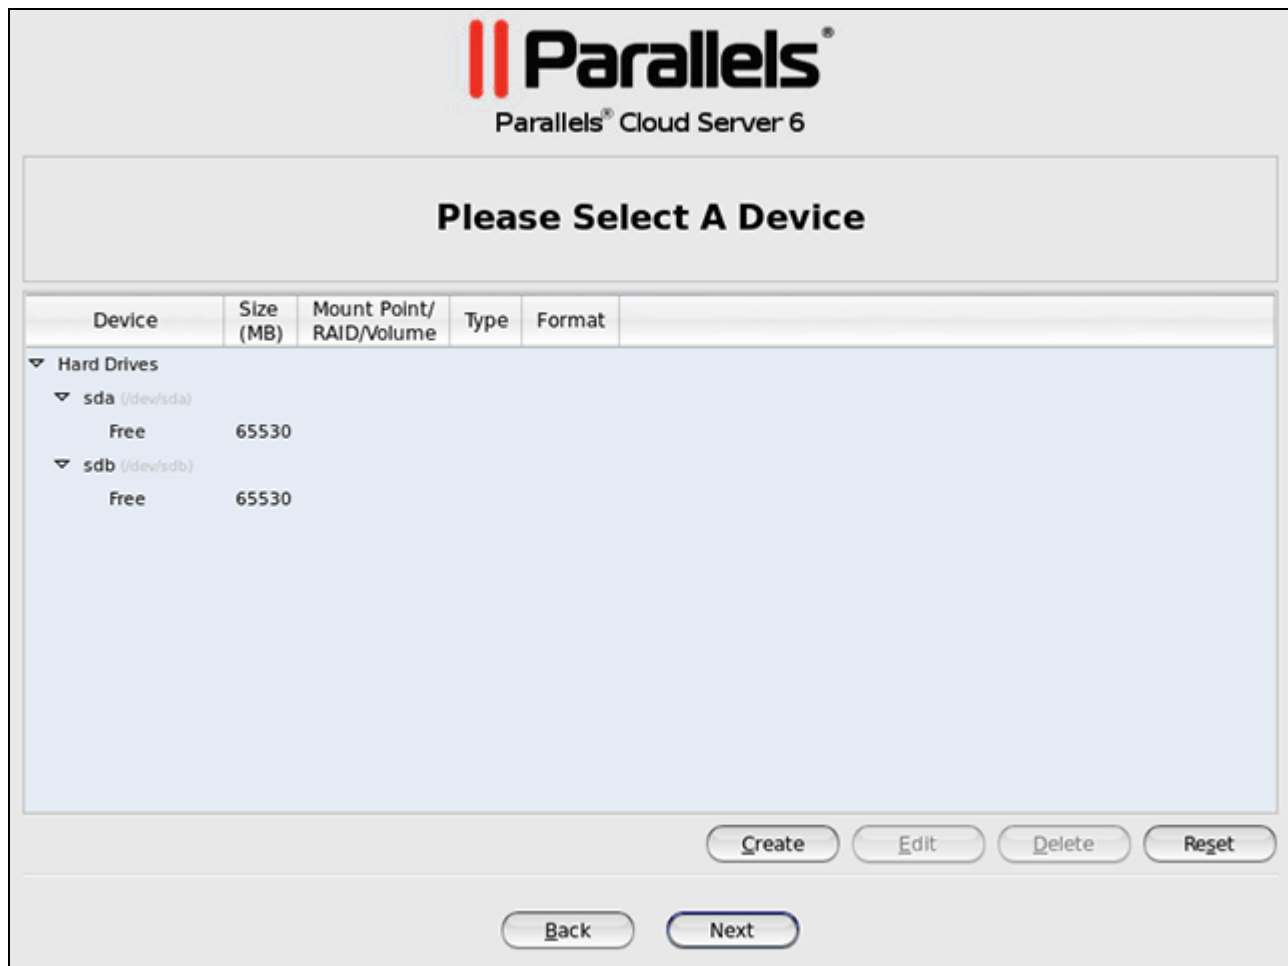 Parallels®
Parallels® Cloud Server 6
Please Select A Device
Device Size (MB) Mount Point/ RAID/Volume Type Format
Hard Drives
sda (/dev/sda)
Free 65530
sdb (/dev/sdb)
Free 65530
Create Edit Delete Reset
Back Next